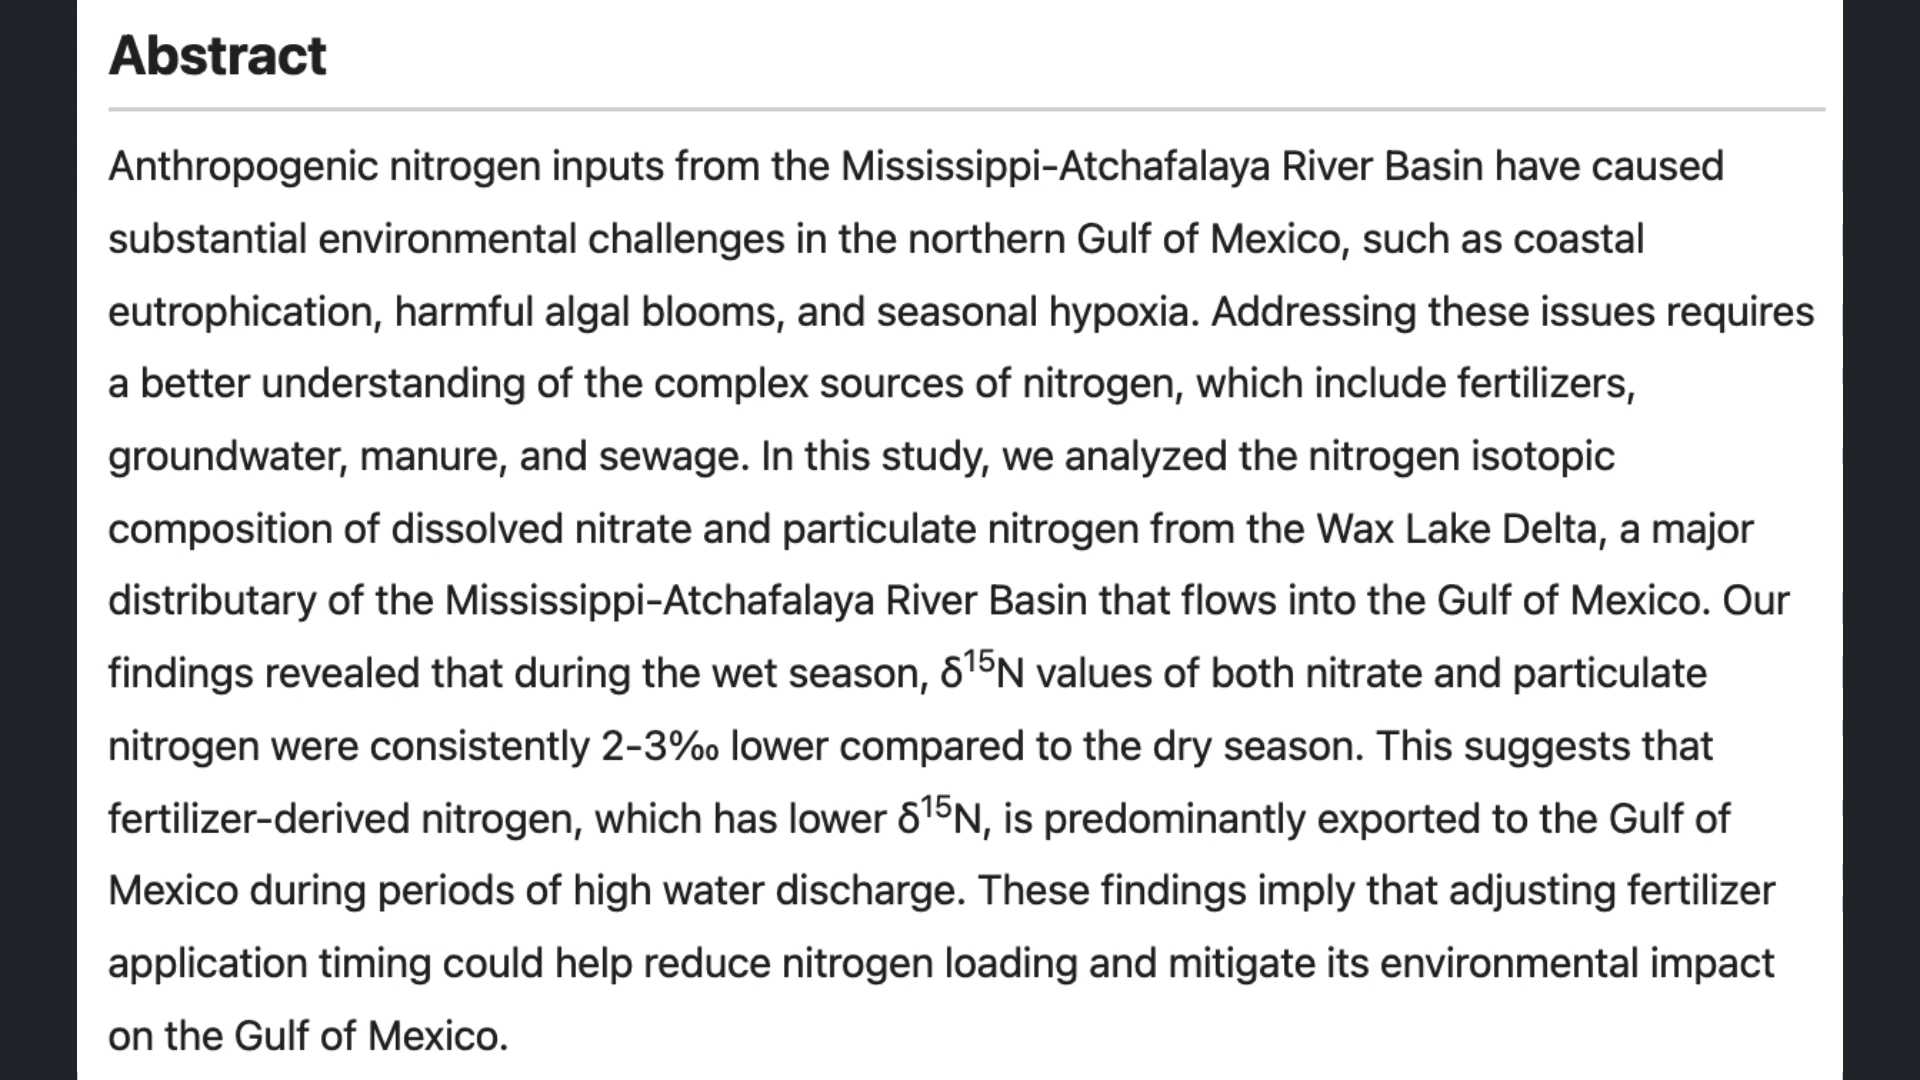 Abstract
Anthropogenic nitrogen inputs from the Mississippi-Atchafalaya River Basin have caused
substantial environmental challenges in the northern Gulf of Mexico, such as coastal
eutrophication, harmful algal blooms, and seasonal hypoxia. Addressing these issues requires
a better understanding of the complex sources of nitrogen, which include fertilizers,
groundwater, manure, and sewage. In this study, we analyzed the nitrogen isotopic
composition of dissolved nitrate and particulate nitrogen from the Wax Lake Delta, a major
distributary of the Mississippi-Atchafalaya River Basin that flows into the Gulf of Mexico. Our
findings revealed that during the wet season, δ¹⁵N values of both nitrate and particulate
nitrogen were consistently 2-3‰ lower compared to the dry season. This suggests that
fertilizer-derived nitrogen, which has lower δ¹⁵N, is predominantly exported to the Gulf of
Mexico during periods of high water discharge. These findings imply that adjusting fertilizer
application timing could help reduce nitrogen loading and mitigate its environmental impact
on the Gulf of Mexico.